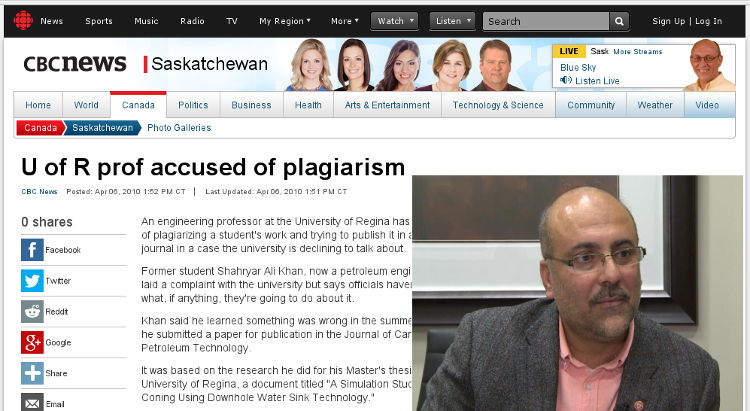 News Sports Music Radio TV My Region More Watch Listen Search Sign Up | Log In
CBCnews Saskatchewan
LIVE Sask More Streams
Blue Sky
Listen Live
Home World Canada Politics Business Health Arts & Entertainment Technology & Science Community Weather Video
Canada Saskatchewan Photo Galleries
U of R prof accused of plagiarism
CBC News Posted: Apr 06, 2010 1:52 PM CT | Last Updated: Apr 06, 2010 1:51 PM CT
0 shares
Facebook
Twitter
Reddit
Google
Share
Email
An engineering professor at the University of Regina has
of plagiarizing a student's work and trying to publish it in a
journal in a case the university is declining to talk about.
Former student Shahryar Ali Khan, now a petroleum engi
laid a complaint with the university but says officials haven
what, if anything, they're going to do about it.
Khan said he learned something was wrong in the summe
he submitted a paper for publication in the Journal of Can
Petroleum Technology.
It was based on the research he did for his Master's thesi
University of Regina, a document titled "A Simulation Stud
Coning Using Downhole Water Sink Technology."